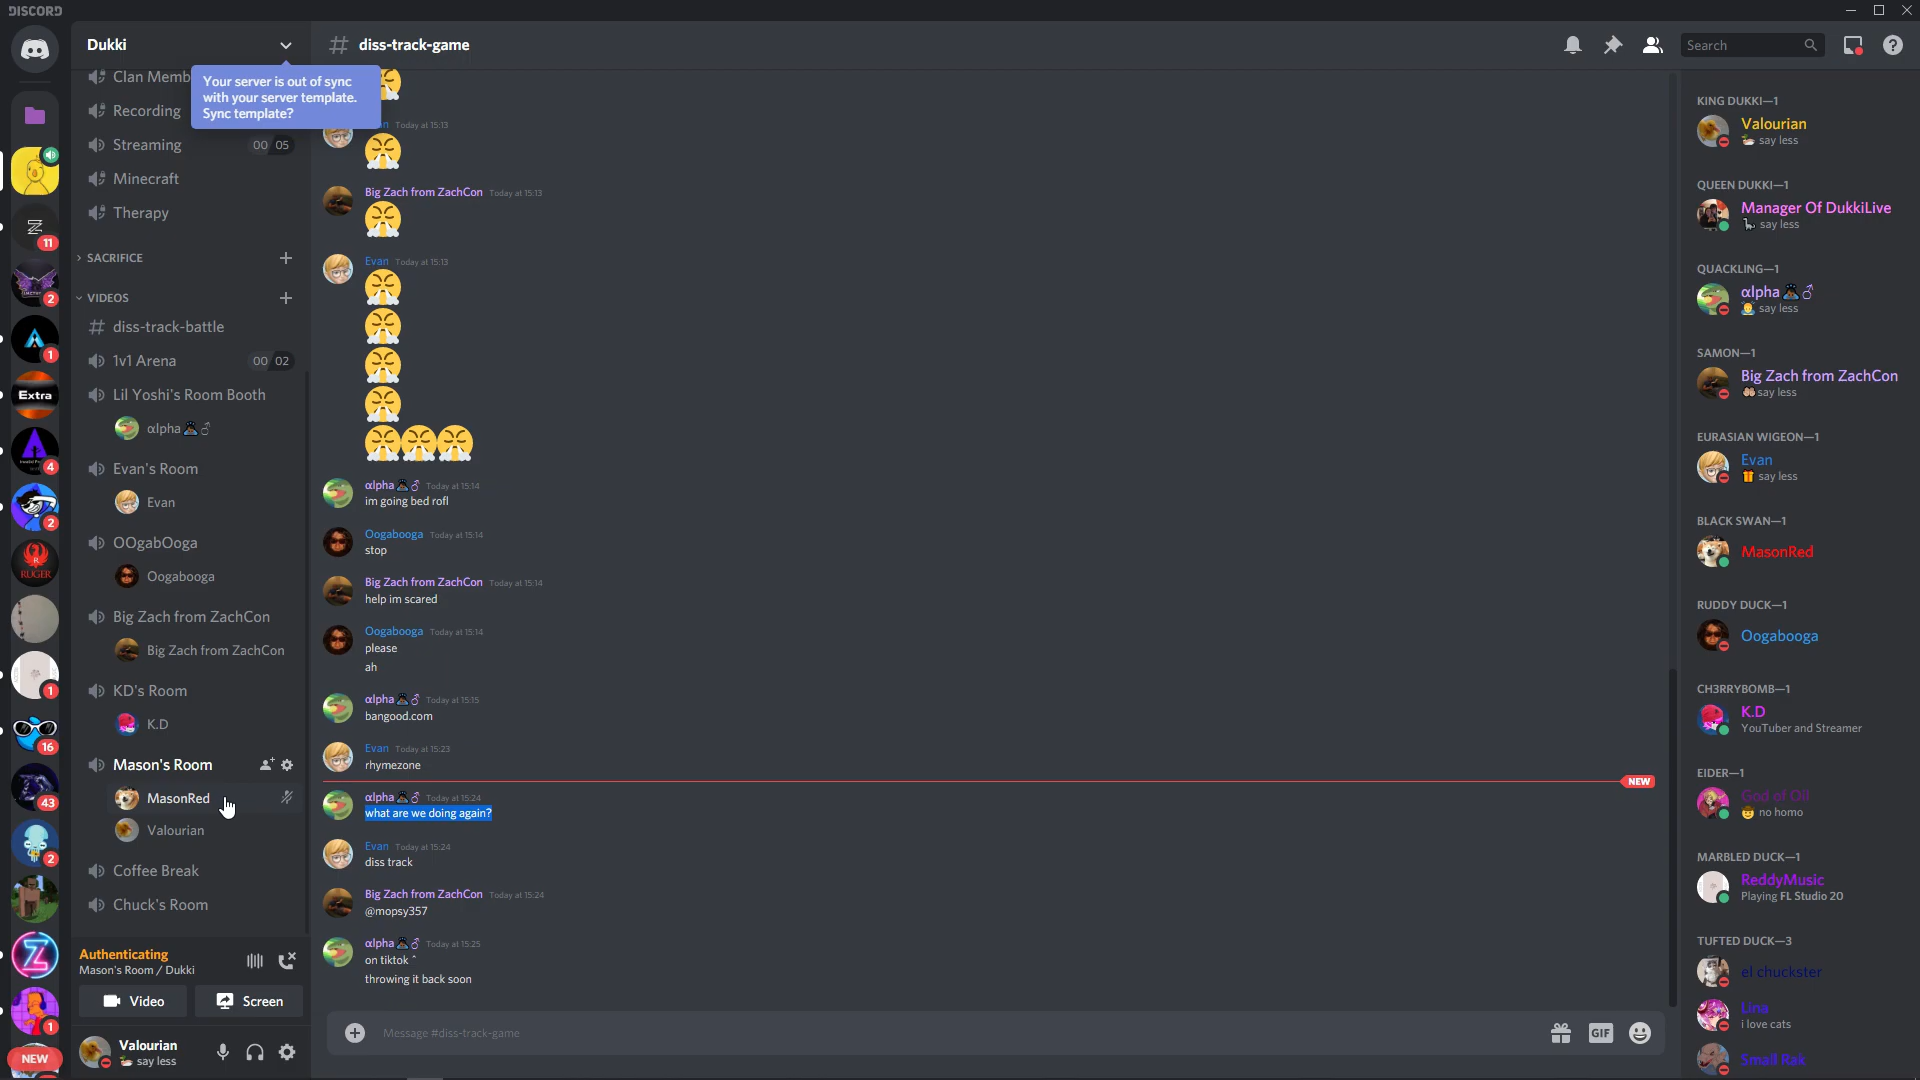 DISCORD
Dukki
diss-track-game
Search
Clan Memb
Recording
Your server is out of sync
with your server template.
Sync template?
Streaming
00 05
Minecraft
Therapy
SACRIFICE
VIDEOS
diss-track-battle
1v1 Arena
00 02
Lil Yoshi's Room Booth
αlpha
Evan's Room
Evan
OOgabOoga
Oogabooga
Big Zach from ZachCon
Big Zach from ZachCon
KD's Room
K.D
Mason's Room
MasonRed
Valourian
Coffee Break
Chuck's Room
Authenticating
Mason's Room / Dukki
Video
Screen
Valourian
say less
11
2
1
Extra
4
2
RUGER
1
16
43
2
1
NEW
Today at 15:13
Big Zach from ZachCon Today at 15:13
Evan Today at 15:13
αlpha Today at 15:14
im going bed rofl
Oogabooga Today at 15:14
stop
Big Zach from ZachCon Today at 15:14
help im scared
Oogabooga Today at 15:14
please
ah
αlpha Today at 15:15
bangood.com
Evan Today at 15:23
rhymezone
NEW
αlpha Today at 15:24
what are we doing again?
Evan Today at 15:24
diss track
Big Zach from ZachCon Today at 15:24
@mopsy357
αlpha Today at 15:25
on tiktok ^
throwing it back soon
Message #diss-track-game
GIF
KING DUKKI—1
Valourian
say less
QUEEN DUKKI—1
Manager Of DukkiLive
say less
QUACKLING—1
αlpha
say less
SAMON—1
Big Zach from ZachCon
say less
EURASIAN WIGEON—1
Evan
say less
BLACK SWAN—1
MasonRed
RUDDY DUCK—1
Oogabooga
CH3RRYBOMB—1
K.D
YouTuber and Streamer
EIDER—1
God of Oil
no homo
MARBLED DUCK—1
ReddyMusic
Playing FL Studio 20
TUFTED DUCK—3
el chuckster
Lina
i love cats
Small Rak